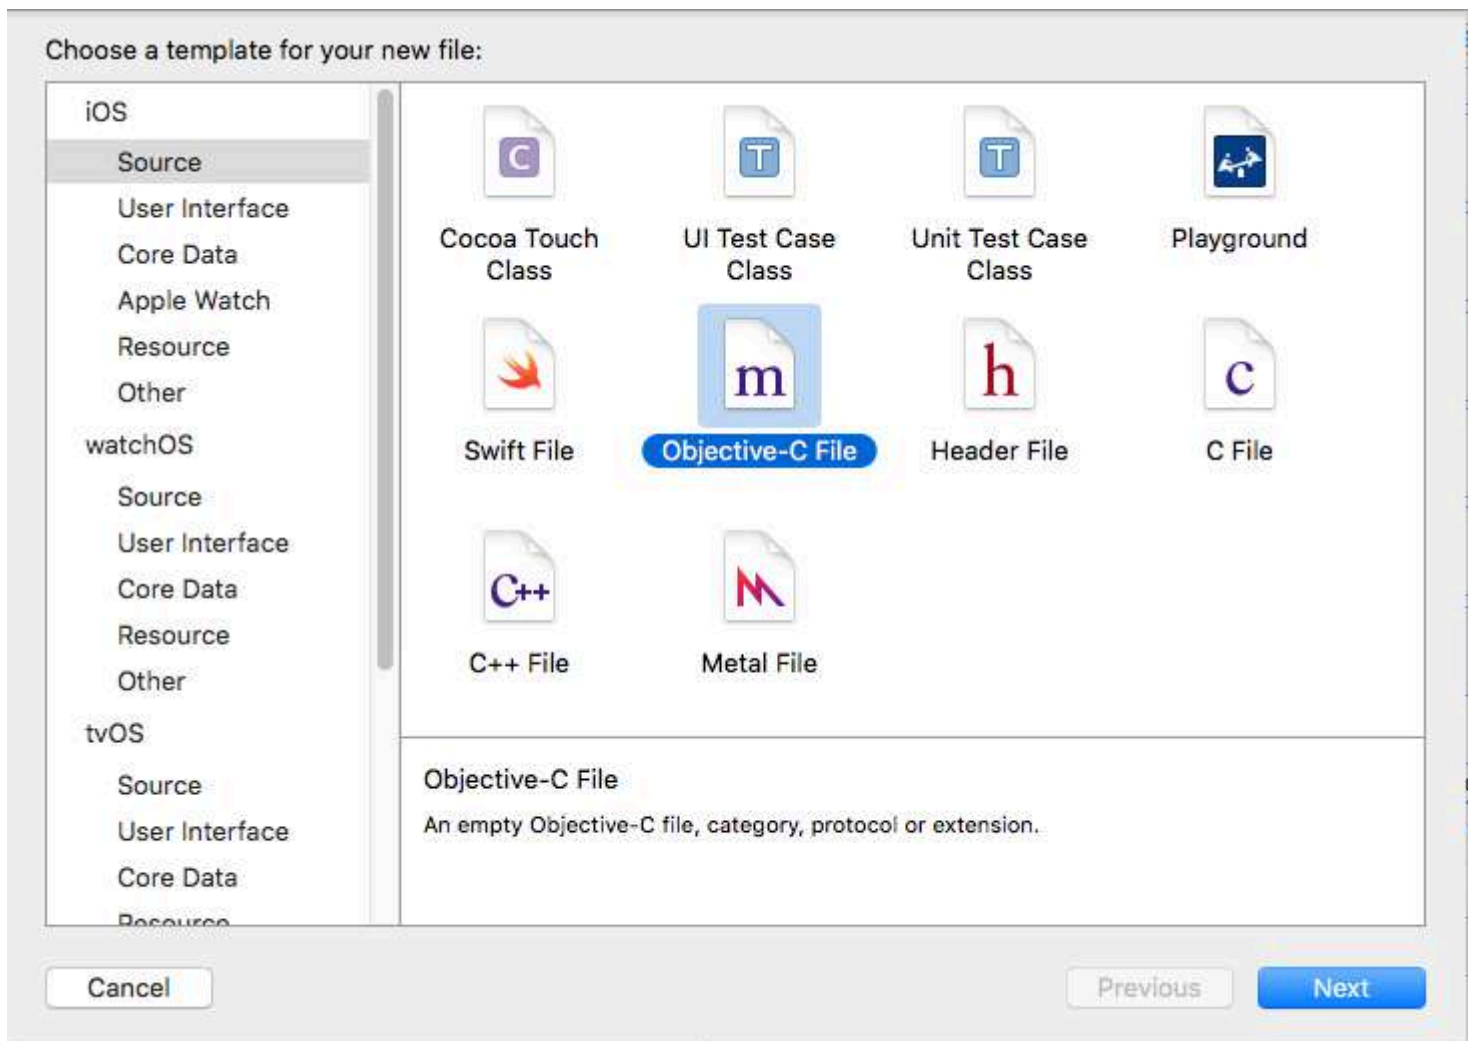 Choose a template for your new file:
iOS
Source
User Interface
Core Data
Apple Watch
Resource
Other
watchOS
Source
User Interface
Core Data
Resource
Other
tvOS
Source
User Interface
Core Data
Resource
C
T
T
Cocoa Touch
Class
UI Test Case
Class
Unit Test Case
Class
Playground
m
h
c
Swift File
Objective-C File
Header File
C File
C++
C++ File
Metal File
Objective-C File
An empty Objective-C file, category, protocol or extension.
Cancel
Previous
Next